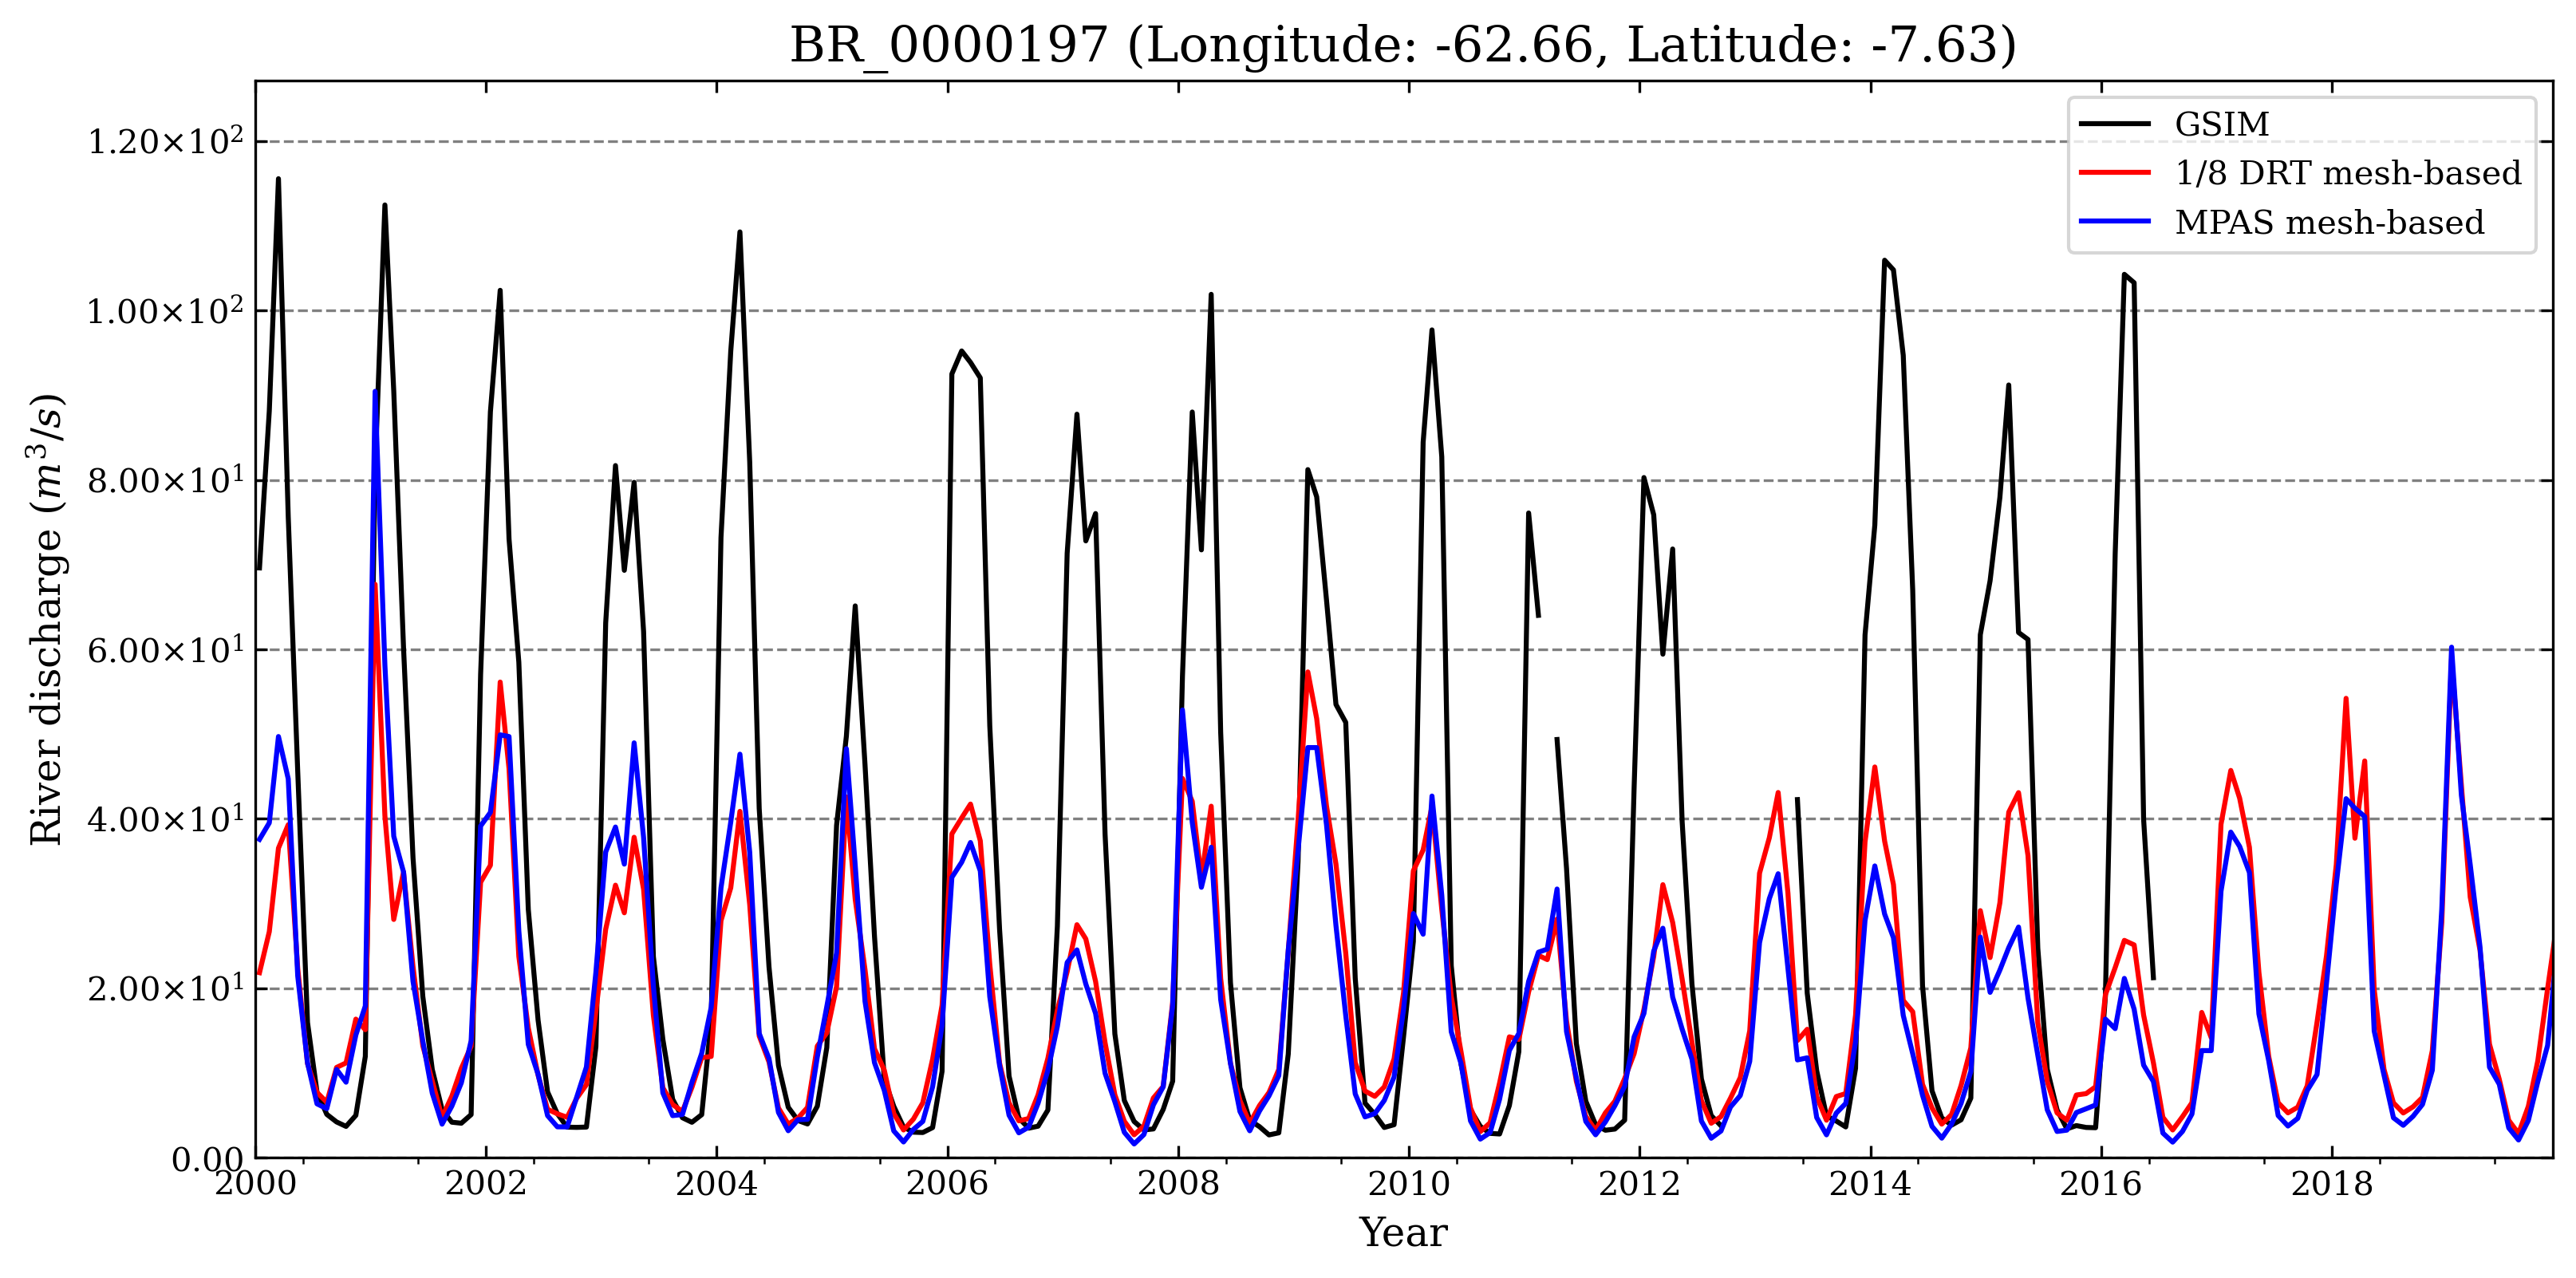 BR_0000197 (Longitude: -62.66, Latitude: -7.63)
GSIM
1/8 DRT mesh-based
MPAS mesh-based
River discharge (m³/s)
1.20×10²
1.00×10²
8.00×10¹
6.00×10¹
4.00×10¹
2.00×10¹
0.00
2000 2002 2004 2006 2008 2010 2012 2014 2016 2018
Year